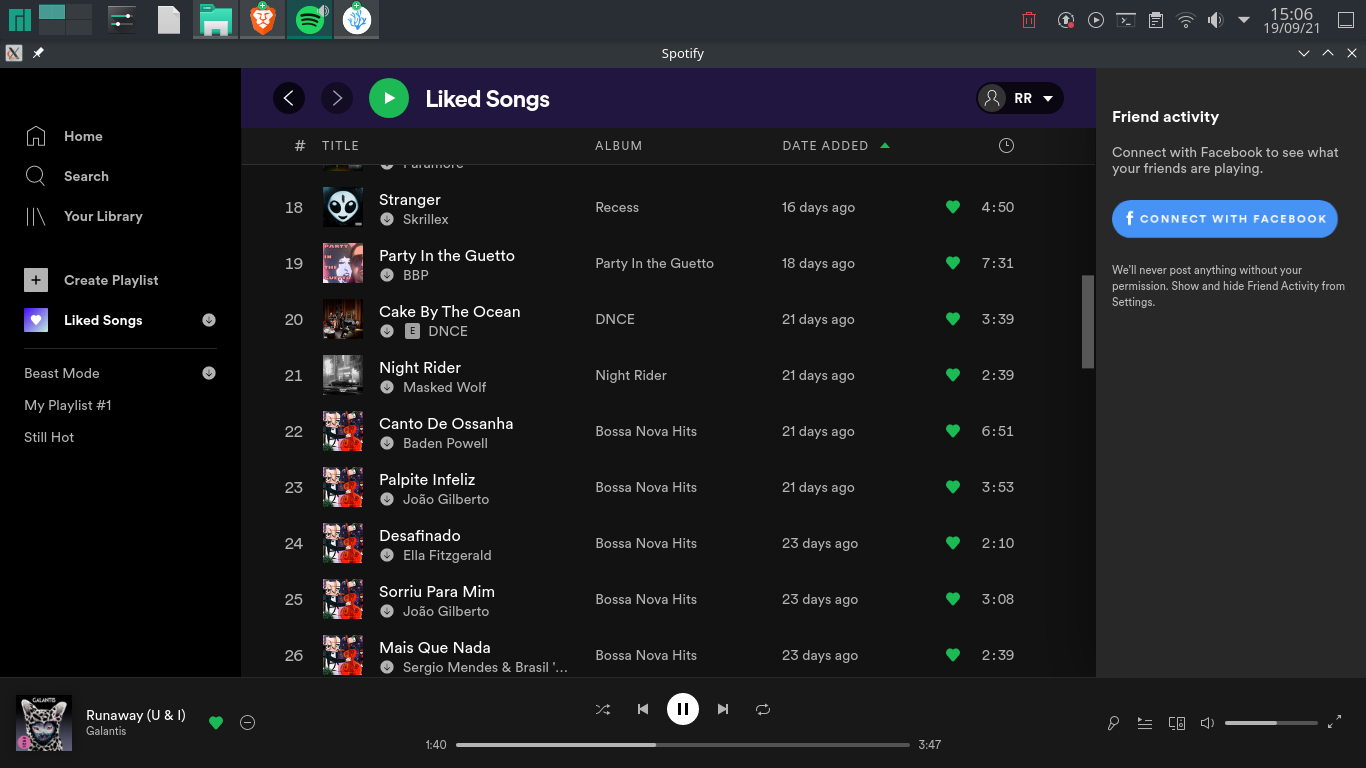 15:06
19/09/21
Spotify
Home
Search
Your Library
Create Playlist
Liked Songs
Beast Mode
My Playlist #1
Still Hot
Liked Songs
RR
# TITLE ALBUM DATE ADDED
Paramore
18 Stranger Recess 16 days ago 4:50
Skrillex
19 Party In the Guetto Party In the Guetto 18 days ago 7:31
BBP
20 Cake By The Ocean DNCE 21 days ago 3:39
E DNCE
21 Night Rider Night Rider 21 days ago 2:39
Masked Wolf
22 Canto De Ossanha Bossa Nova Hits 21 days ago 6:51
Baden Powell
23 Palpite Infeliz Bossa Nova Hits 21 days ago 3:53
João Gilberto
24 Desafinado Bossa Nova Hits 23 days ago 2:10
Ella Fitzgerald
25 Sorriu Para Mim Bossa Nova Hits 23 days ago 3:08
João Gilberto
26 Mais Que Nada Bossa Nova Hits 23 days ago 2:39
Sergio Mendes & Brasil '...
Friend activity
Connect with Facebook to see what
your friends are playing.
CONNECT WITH FACEBOOK
We'll never post anything without your
permission. Show and hide Friend Activity from
Settings.
GALANTIS
Runaway (U & I)
Galantis
1:40
3:47